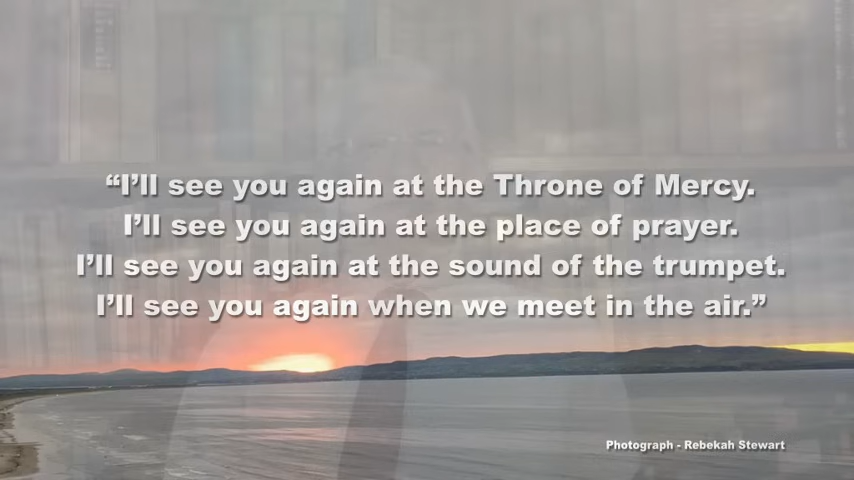 “I’ll see you again at the Throne of Mercy.
I’ll see you again at the place of prayer.
I’ll see you again at the sound of the trumpet.
I’ll see you again when we meet in the air.”
Photograph - Rebekah Stewart